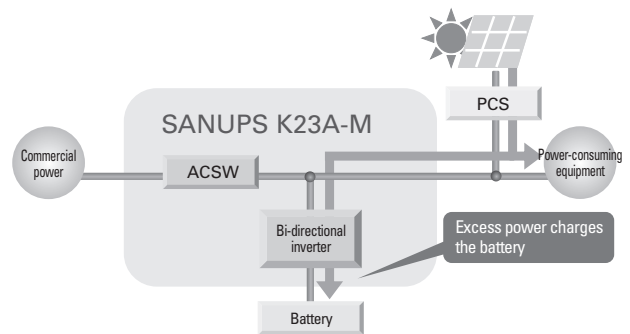 PCS
SANUPS K23A-M
Commercial
power
ACSW
Power-consuming
equipment
Bi-directional
inverter
Excess power charges
the battery
Battery